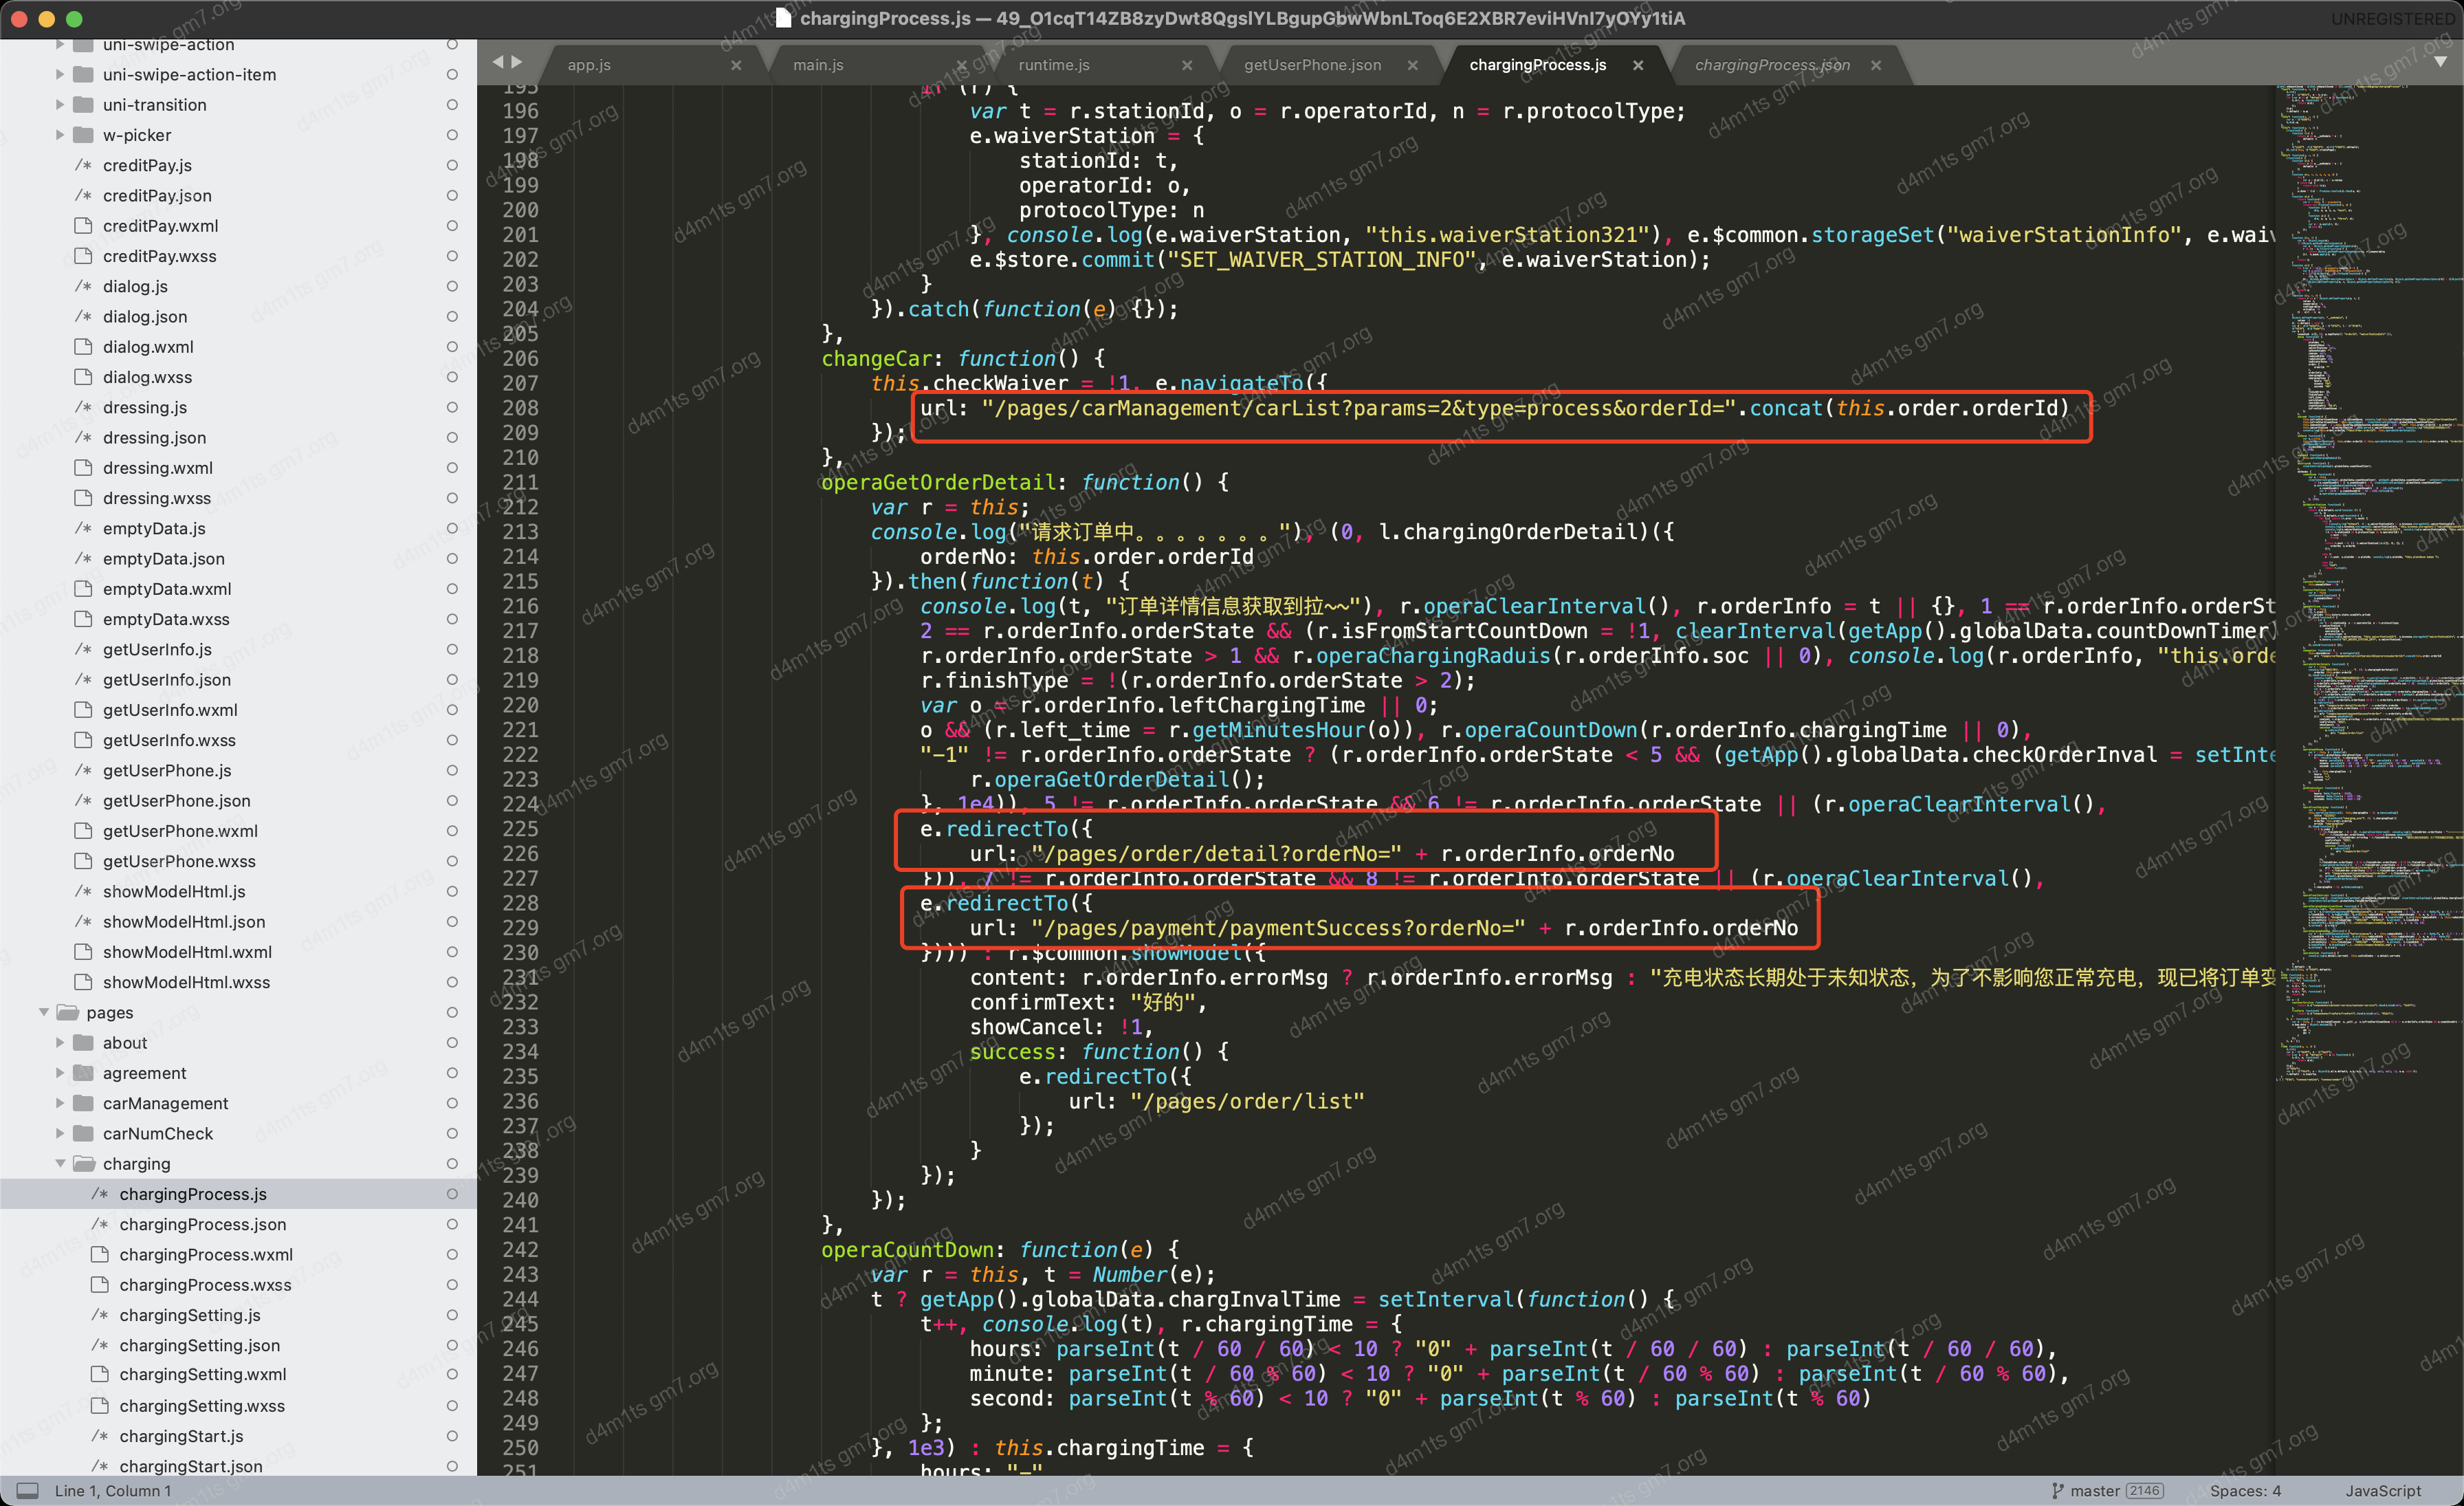 chargingProcess.js — 49_O1cqT14ZB8zyDwt8QgslYLBgupGbwWbnLToq6E2XBR7eviHVnI7yOYy1tiA
UNREGISTERED
app.js
main.js
runtime.js
getUserPhone.json
chargingProcess.js
chargingProcess.json
uni-swipe-action
uni-swipe-action-item
uni-transition
w-picker
creditPay.js
creditPay.json
creditPay.wxml
creditPay.wxss
dialog.js
dialog.json
dialog.wxml
dialog.wxss
dressing.js
dressing.json
dressing.wxml
dressing.wxss
emptyData.js
emptyData.json
emptyData.wxml
emptyData.wxss
getUserInfo.js
getUserInfo.json
getUserInfo.wxml
getUserInfo.wxss
getUserPhone.js
getUserPhone.json
getUserPhone.wxml
getUserPhone.wxss
showModelHtml.js
showModelHtml.json
showModelHtml.wxml
showModelHtml.wxss
pages
about
agreement
carManagement
carNumCheck
charging
chargingProcess.js
chargingProcess.json
chargingProcess.wxml
chargingProcess.wxss
chargingSetting.js
chargingSetting.json
chargingSetting.wxml
chargingSetting.wxss
chargingStart.js
chargingStart.json
195 if (r) {
196 var t = r.stationId, o = r.operatorId, n = r.protocolType;
197 e.waiverStation = {
198 stationId: t,
199 operatorId: o,
200 protocolType: n
201 }, console.log(e.waiverStation, "this.waiverStation321"), e.$common.storageSet("waiverStationInfo", e.waiv
202 e.$store.commit("SET_WAIVER_STATION_INFO", e.waiverStation);
203 }
204 }).catch(function(e) {});
205 },
206 changeCar: function() {
207 this.checkWaiver = !1, e.navigateTo({
208 url: "/pages/carManagement/carList?params=2&type=process&orderId=".concat(this.order.orderId)
209 });
210 },
211 operaGetOrderDetail: function() {
212 var r = this;
213 console.log("请求订单中。。。。。。。"), (0, l.chargingOrderDetail)({
214 orderNo: this.order.orderId
215 }).then(function(t) {
216 console.log(t, "订单详情信息获取到拉~~"), r.operaClearInterval(), r.orderInfo = t || {}, 1 == r.orderInfo.orderSt
217 2 == r.orderInfo.orderState && (r.isFromStartCountDown = !1, clearInterval(getApp().globalData.countDownTimer)
218 r.orderInfo.orderState > 1 && r.operaChargingRaduis(r.orderInfo.soc || 0), console.log(r.orderInfo, "this.orde
219 r.finishType = !(r.orderInfo.orderState > 2);
220 var o = r.orderInfo.leftChargingTime || 0;
221 o && (r.left_time = r.getMinutesHour(o)), r.operaCountDown(r.orderInfo.chargingTime || 0),
222 "-1" != r.orderInfo.orderState ? (r.orderInfo.orderState < 5 && (getApp().globalData.checkOrderInval = setInte
223 r.operaGetOrderDetail();
224 }, 1e4)), 5 != r.orderInfo.orderState && 6 != r.orderInfo.orderState || (r.operaClearInterval(),
225 e.redirectTo({
226 url: "/pages/order/detail?orderNo=" + r.orderInfo.orderNo
227 })), 7 != r.orderInfo.orderState && 8 != r.orderInfo.orderState || (r.operaClearInterval(),
228 e.redirectTo({
229 url: "/pages/payment/paymentSuccess?orderNo=" + r.orderInfo.orderNo
230 }))) : r.$common.showModel({
231 content: r.orderInfo.errorMsg ? r.orderInfo.errorMsg : "充电状态长期处于未知状态，为了不影响您正常充电，现已将订单变
232 confirmText: "好的",
233 showCancel: !1,
234 success: function() {
235 e.redirectTo({
236 url: "/pages/order/list"
237 });
238 }
239 });
240 });
241 },
242 operaCountDown: function(e) {
243 var r = this, t = Number(e);
244 t ? getApp().globalData.chargInvalTime = setInterval(function() {
245 t++, console.log(t), r.chargingTime = {
246 hours: parseInt(t / 60 / 60) < 10 ? "0" + parseInt(t / 60 / 60) : parseInt(t / 60 / 60),
247 minute: parseInt(t / 60 % 60) < 10 ? "0" + parseInt(t / 60 % 60) : parseInt(t / 60 % 60),
248 second: parseInt(t % 60) < 10 ? "0" + parseInt(t % 60) : parseInt(t % 60)
249 };
250 }, 1e3) : this.chargingTime = {
251 hours: "-"
Line 1, Column 1
master 2146
Spaces: 4
JavaScript
d4m1ts gm7.org